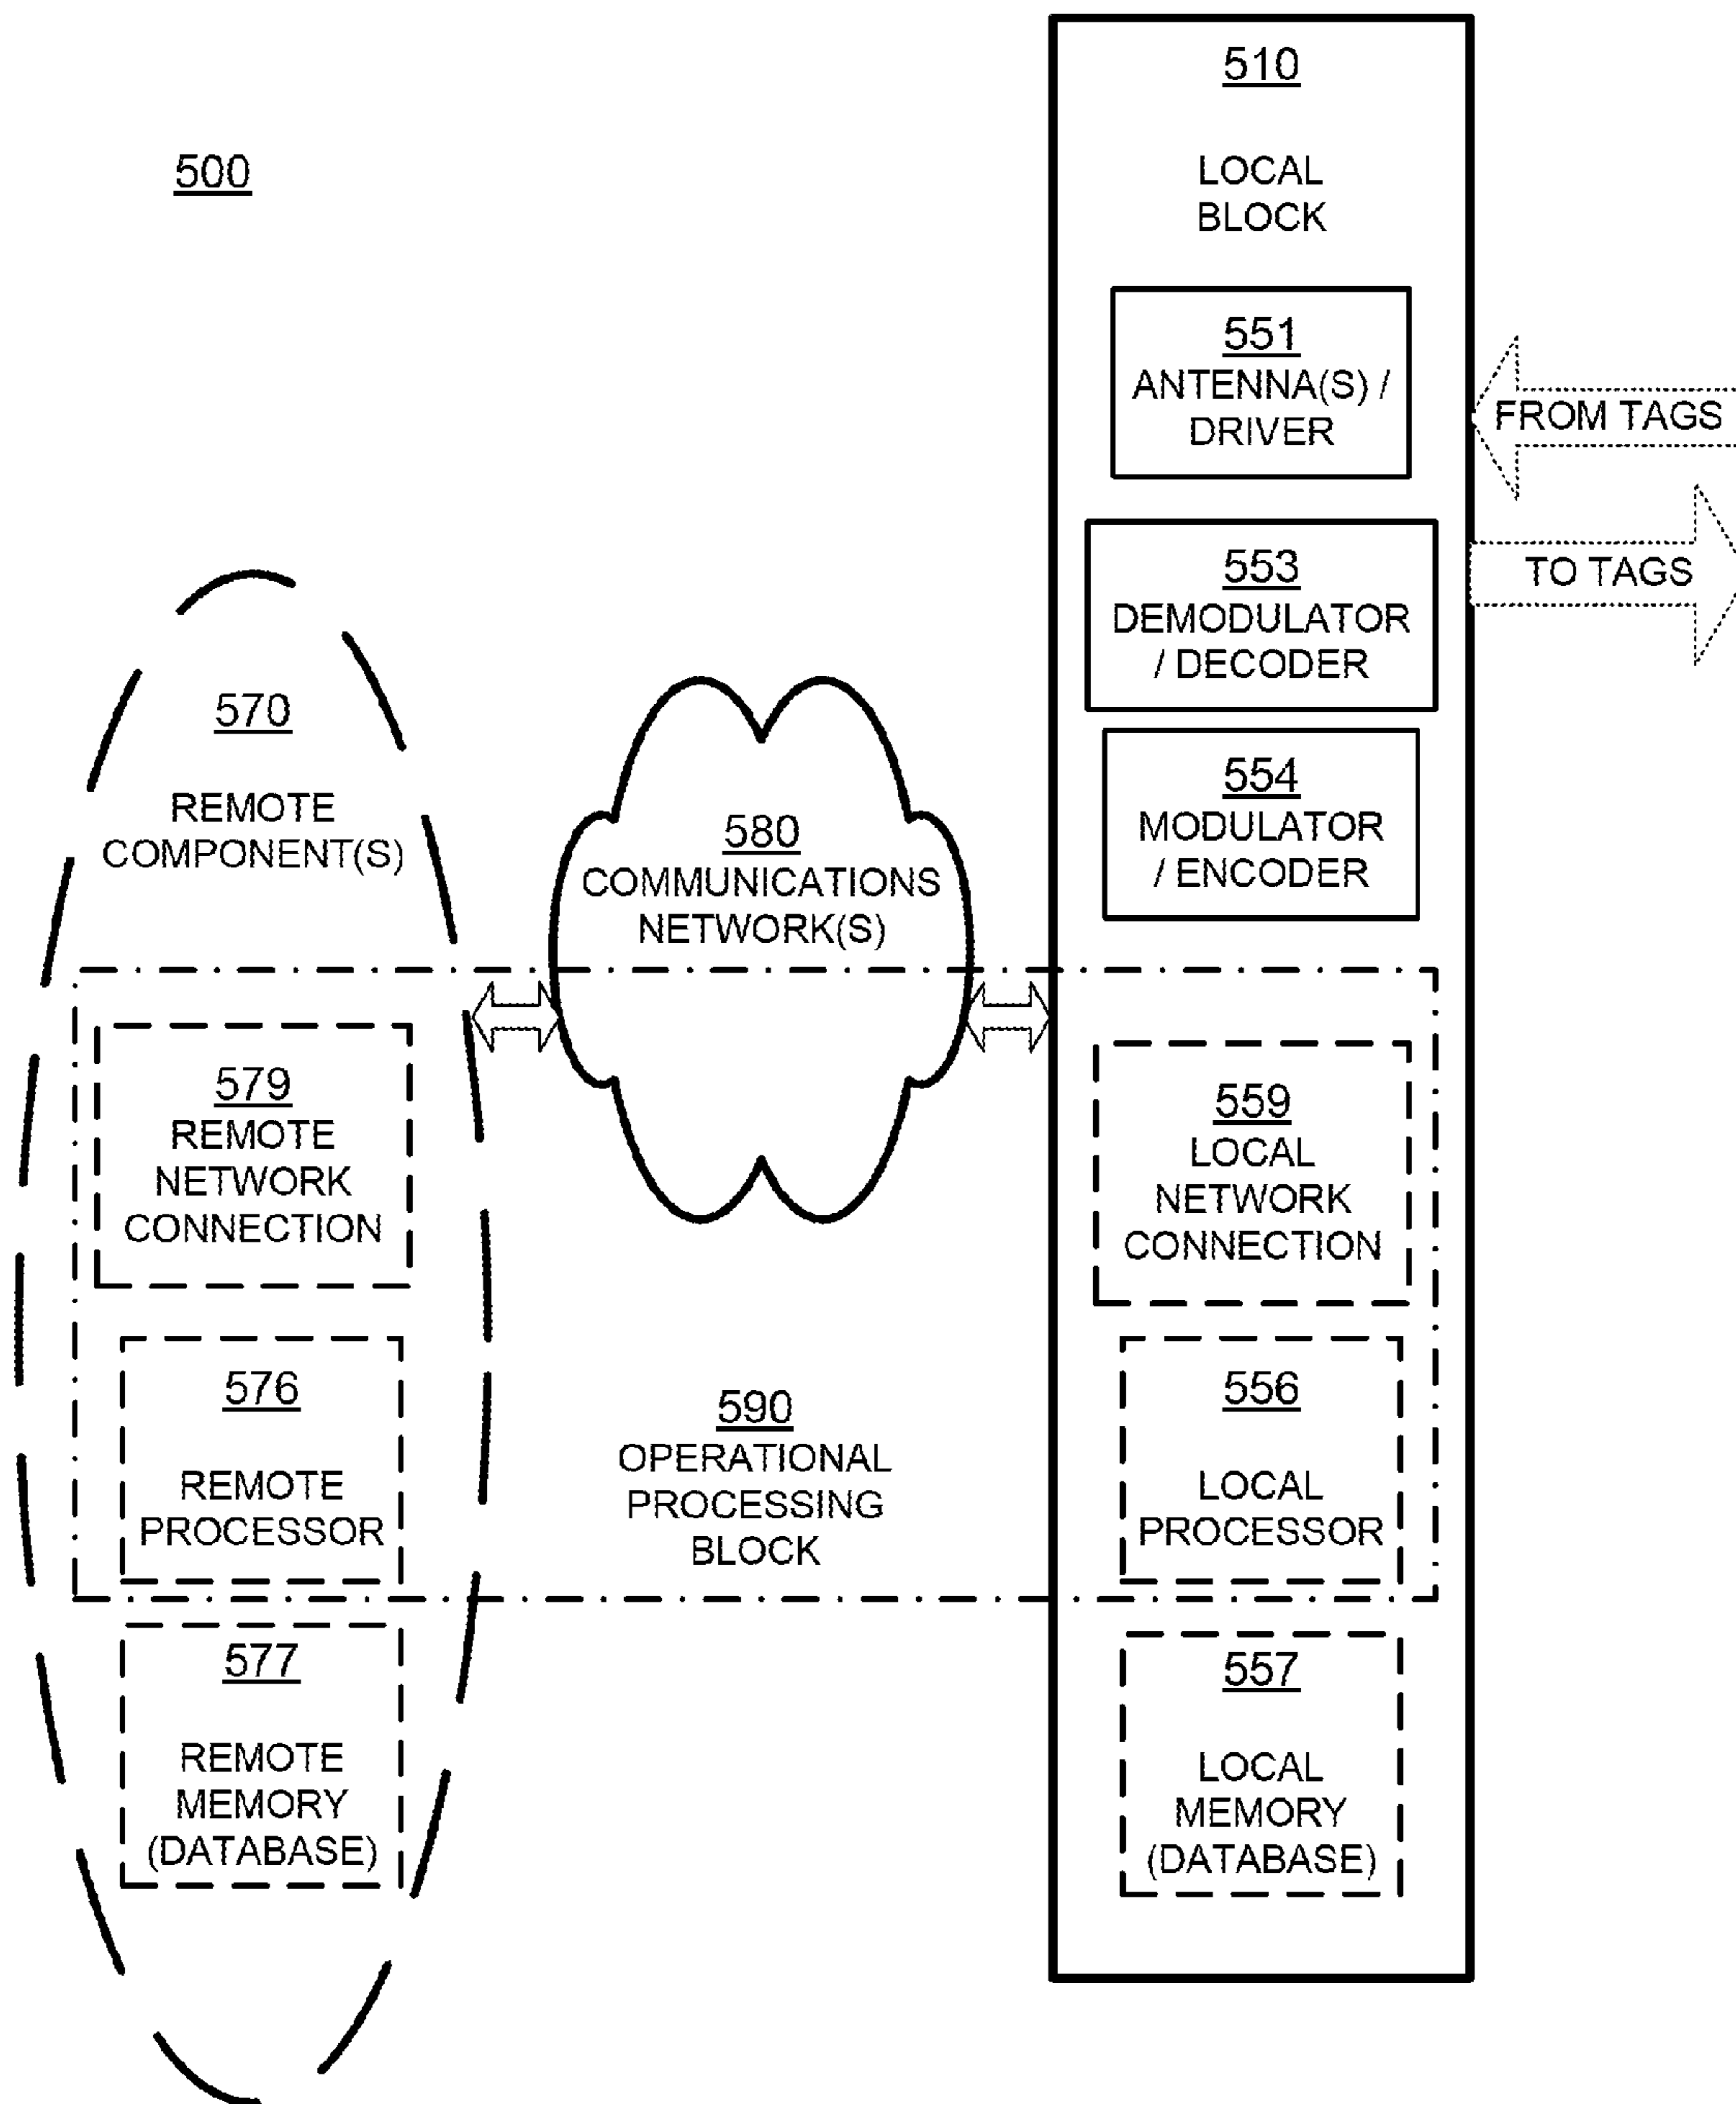 500
510
LOCAL
BLOCK
551
ANTENNA(S) /
DRIVER
FROM TAGS
TO TAGS
553
DEMODULATOR
/ DECODER
554
MODULATOR
/ ENCODER
570
REMOTE
COMPONENT(S)
580
COMMUNICATIONS
NETWORK(S)
579
REMOTE
NETWORK
CONNECTION
559
LOCAL
NETWORK
CONNECTION
576
REMOTE
PROCESSOR
590
OPERATIONAL
PROCESSING
BLOCK
556
LOCAL
PROCESSOR
577
REMOTE
MEMORY
(DATABASE)
557
LOCAL
MEMORY
(DATABASE)